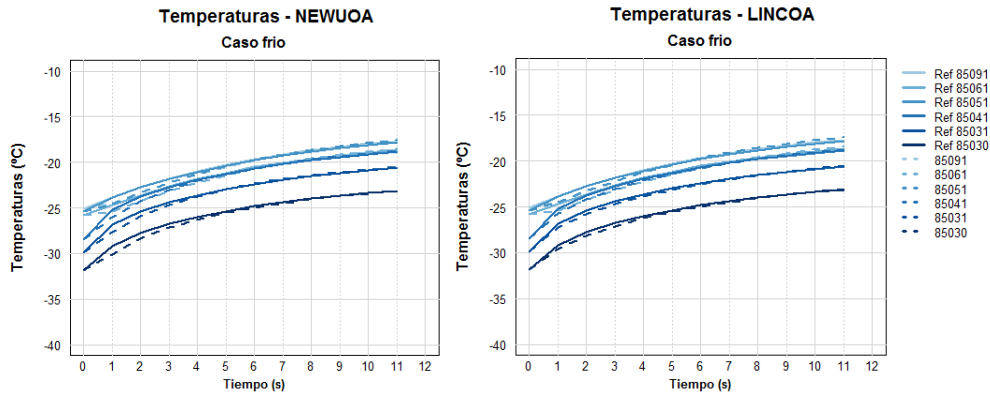 Temperaturas - NEWUOA
Caso frio
Temperaturas (ºC)
-10
-15
-20
-25
-30
-35
-40
0 1 2 3 4 5 6 7 8 9 10 11 12
Tiempo (s)
Temperaturas - LINCOA
Caso frio
Temperaturas (ºC)
-10
-15
-20
-25
-30
-35
-40
0 1 2 3 4 5 6 7 8 9 10 11 12
Tiempo (s)
Ref 85091
Ref 85061
Ref 85051
Ref 85041
Ref 85031
Ref 85030
85091
85061
85051
85041
85031
85030